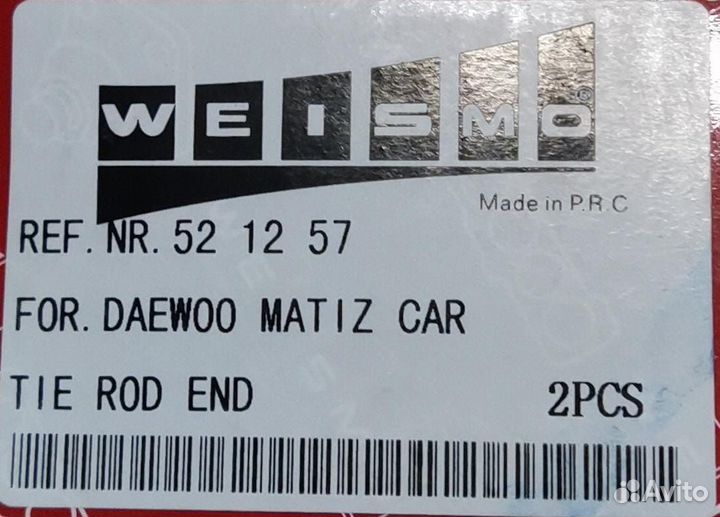 WEISMO®
Made in P.R.C
REF. NR. 52 12 57
FOR. DAEWOO MATIZ CAR
TIE ROD END 2PCS
Avito